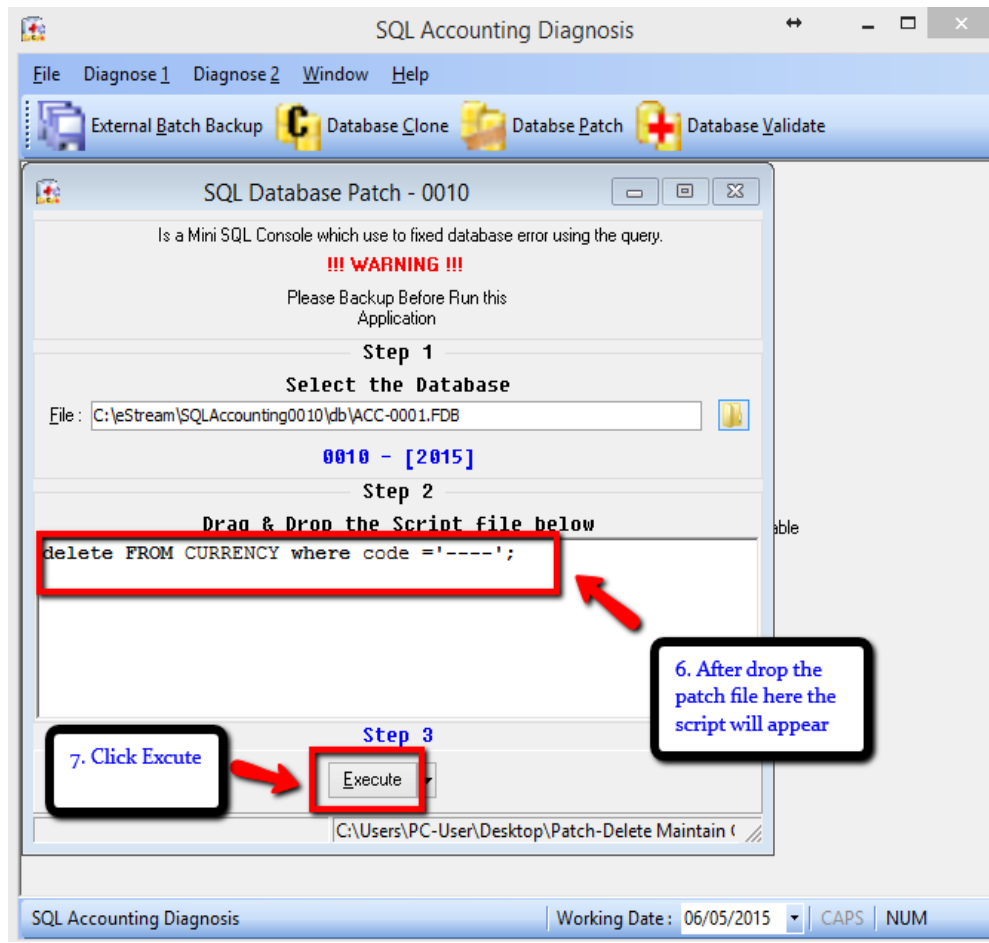 SQL Accounting Diagnosis
File Diagnose 1 Diagnose 2 Window Help
External Batch Backup Database Clone Databse Patch Database Validate
SQL Database Patch - 0010
Is a Mini SQL Console which use to fixed database error using the query.
!!! WARNING !!!
Please Backup Before Run this
Application
Step 1
Select the Database
File : C:\eStream\SQLAccounting0010\db\ACC-0001.FDB
0010 - [2015]
Step 2
Drag & Drop the Script file below
able
delete FROM CURRENCY where code ='----';
6. After drop the
patch file here the
script will appear
Step 3
7. Click Excute
Execute
C:\Users\PC-User\Desktop\Patch-Delete Maintain (
SQL Accounting Diagnosis Working Date : 06/05/2015 CAPS NUM